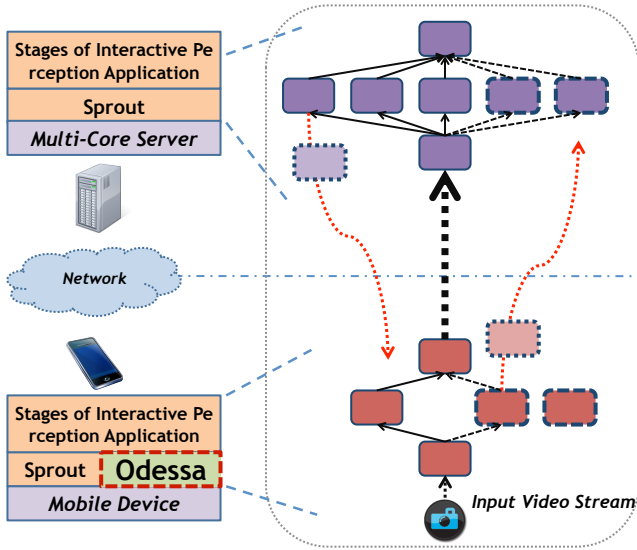 Stages of Interactive Pe
rception Application
Sprout
Multi-Core Server
Network
Stages of Interactive Pe
rception Application
Sprout
Odessa
Mobile Device
Input Video Stream